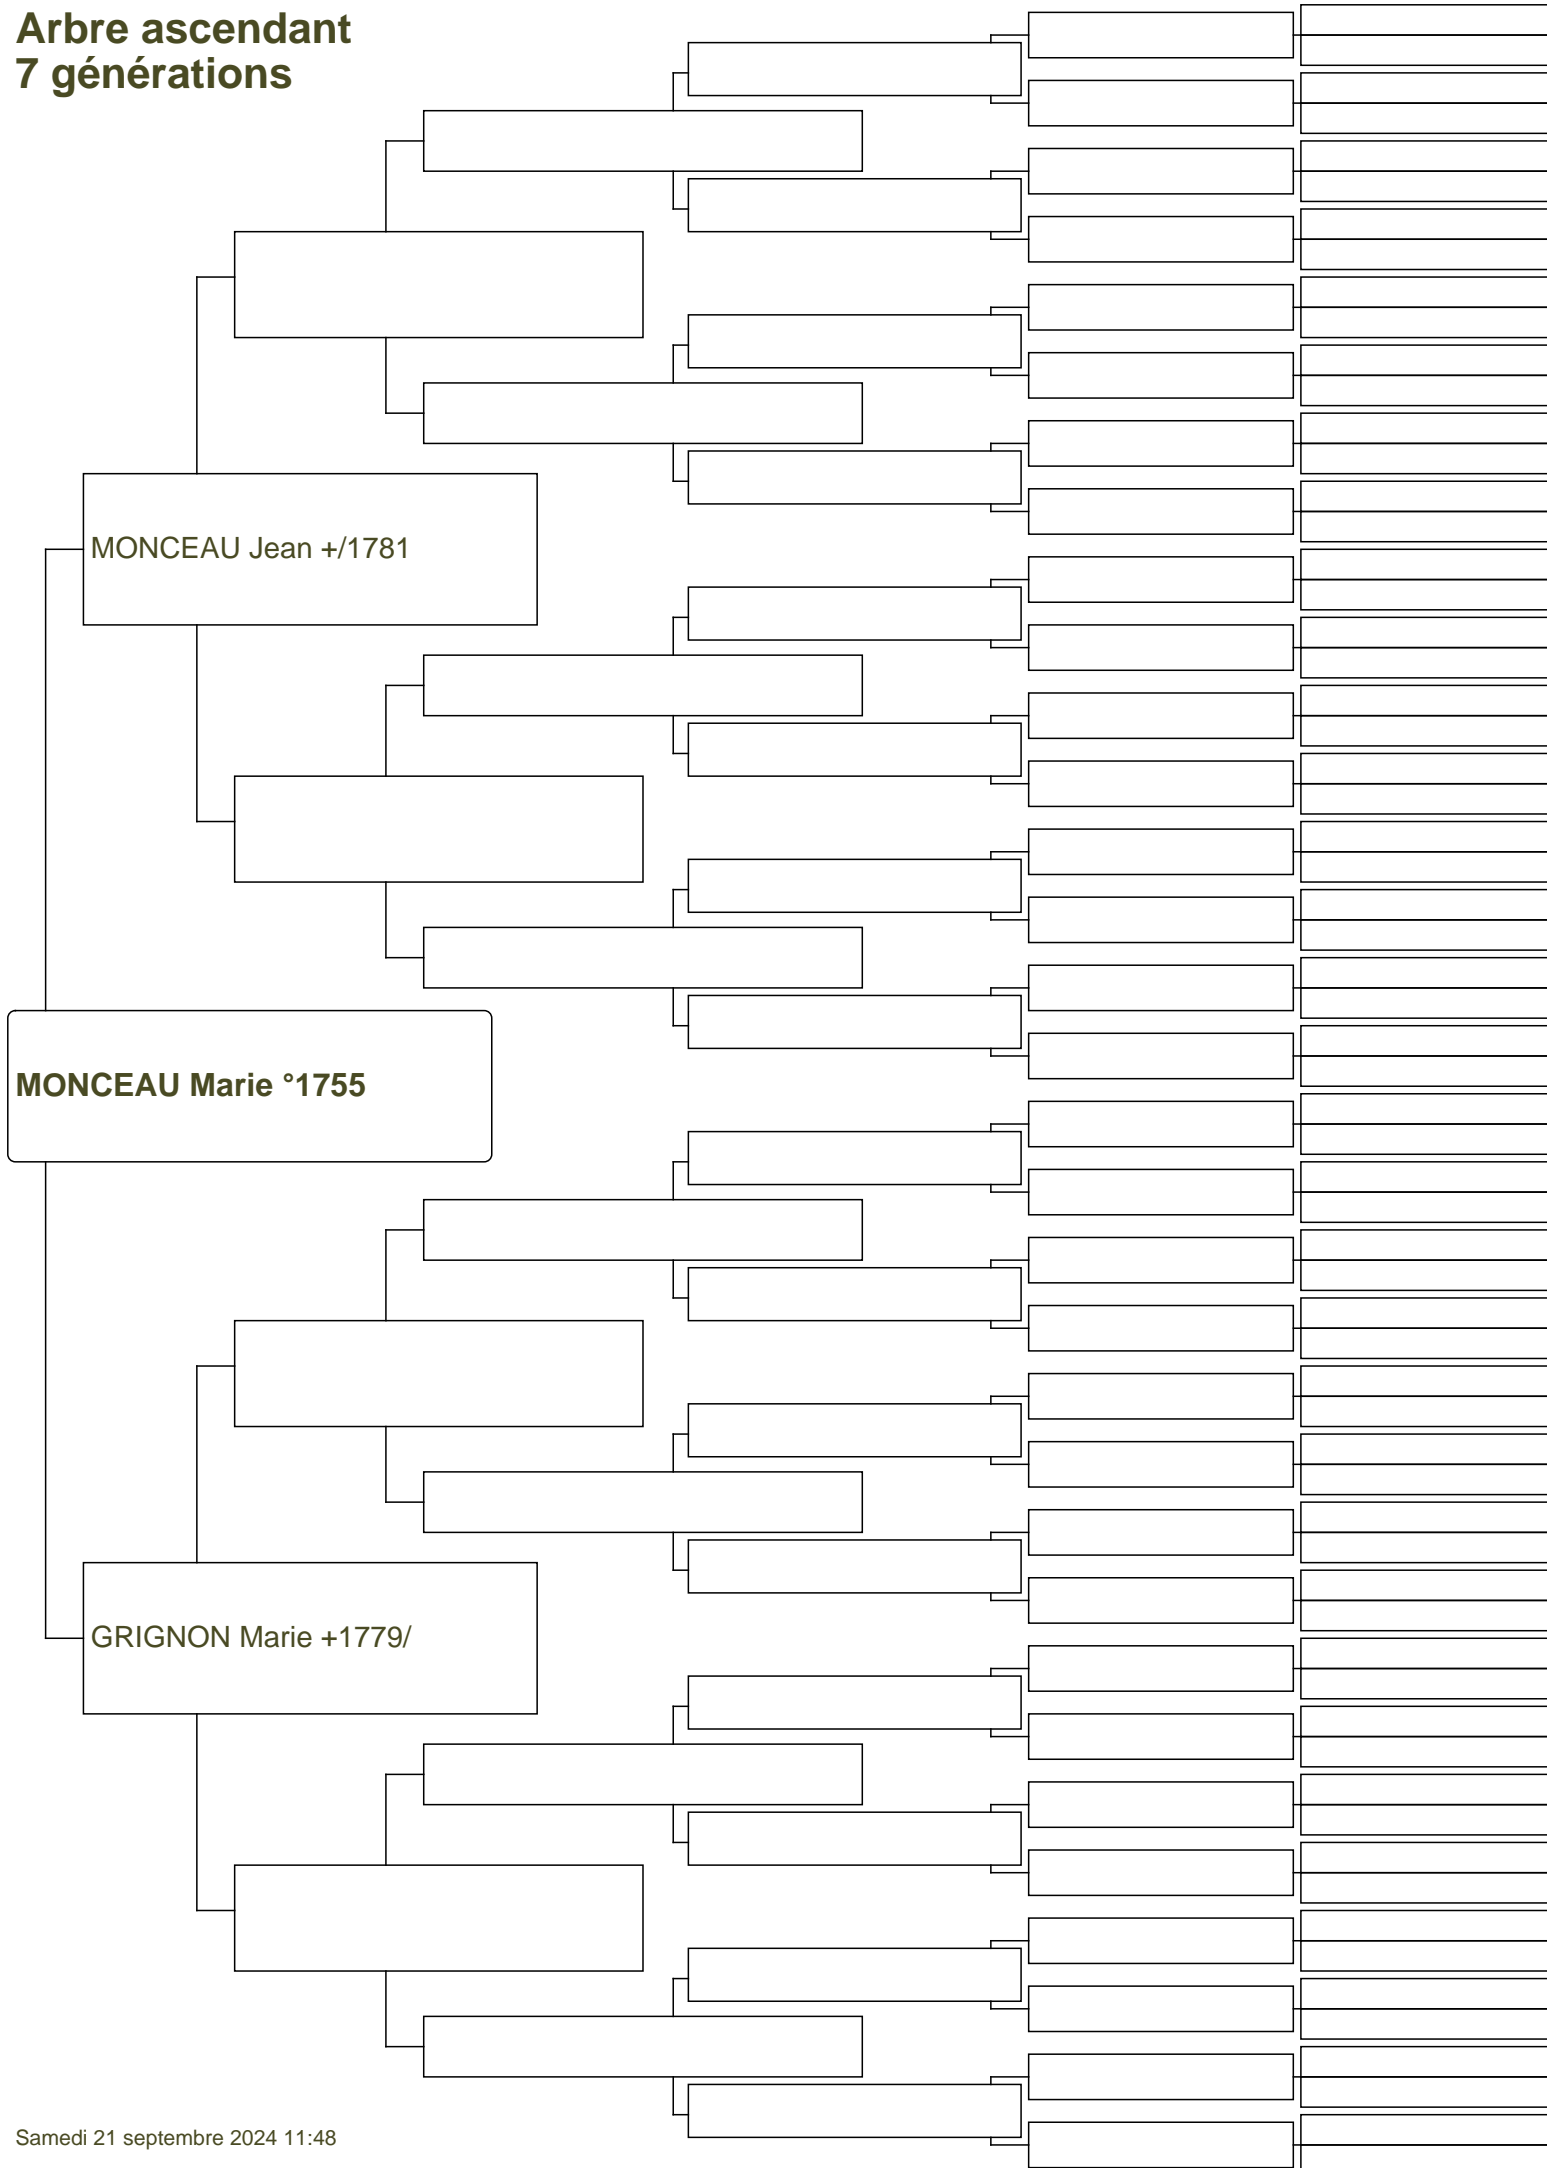 Arbre ascendant
7 générations
MONCEAU Jean +/1781
MONCEAU Marie °1755
GRIGNON Marie +1779/
Samedi 21 septembre 2024 11:48